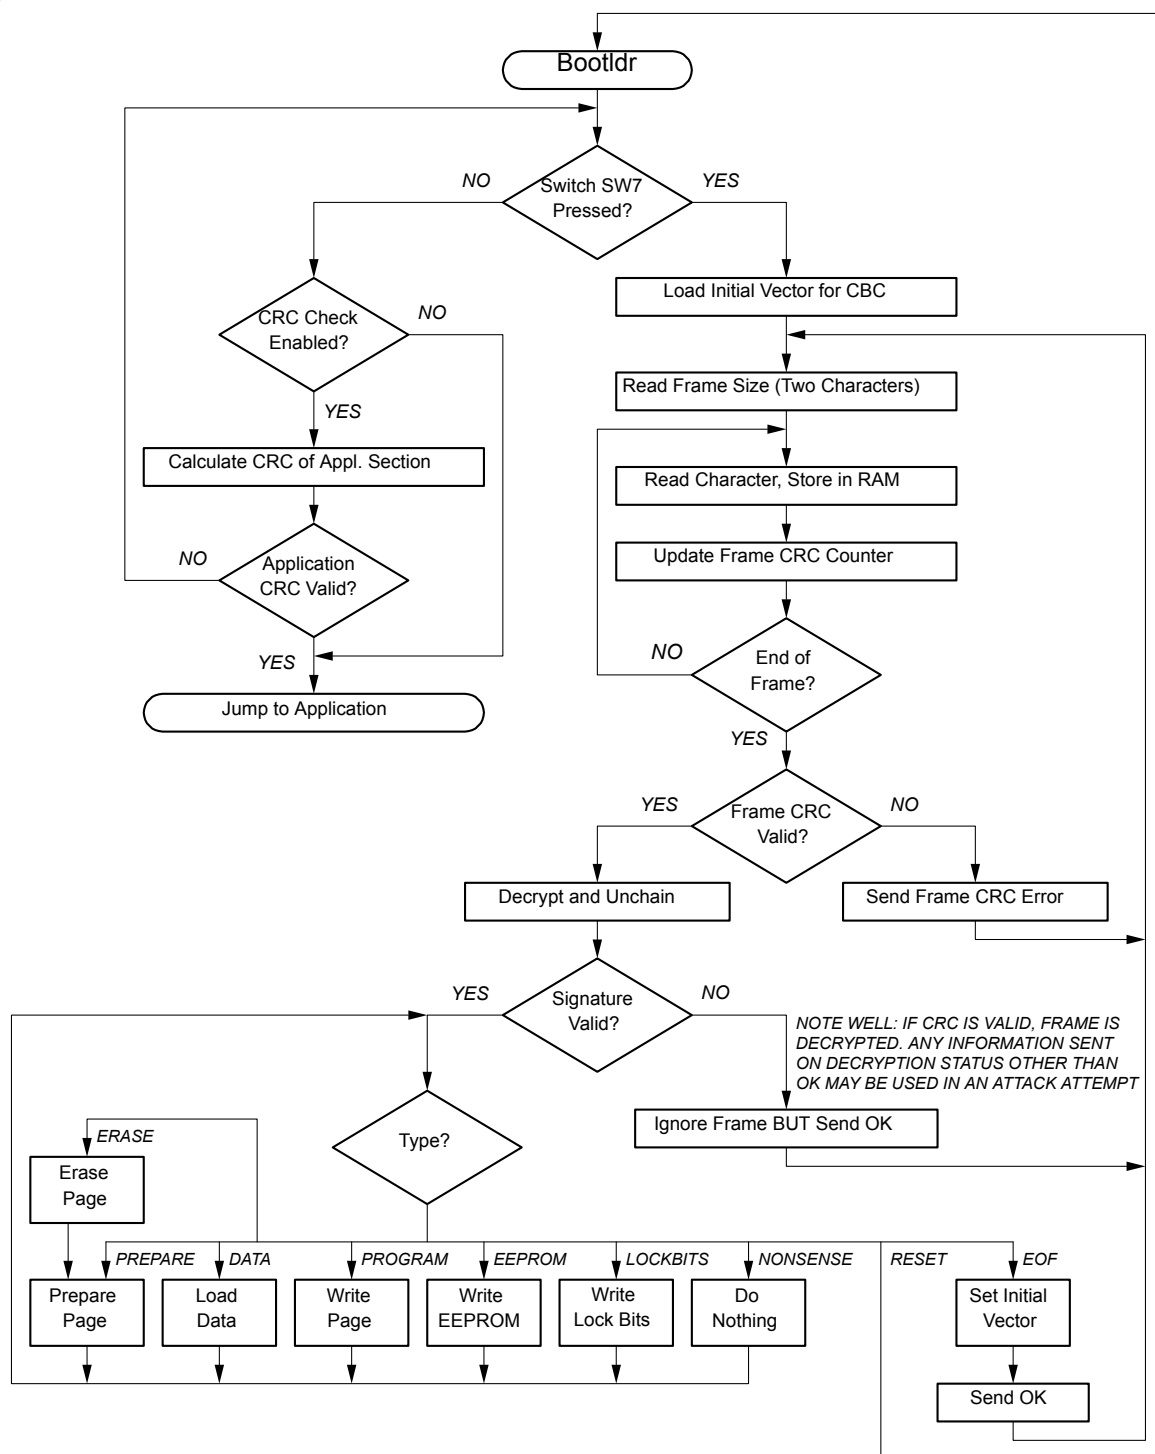 Bootldr
NO
Switch SW7
Pressed?
YES
Load Initial Vector for CBC
CRC Check
Enabled?
NO
Read Frame Size (Two Characters)
YES
Calculate CRC of Appl. Section
Read Character, Store in RAM
NO
Application
CRC Valid?
Update Frame CRC Counter
YES
NO
End of
Frame?
Jump to Application
YES
YES
Frame CRC
Valid?
NO
Decrypt and Unchain
Send Frame CRC Error
YES
Signature
Valid?
NO
NOTE WELL: IF CRC IS VALID, FRAME IS
DECRYPTED. ANY INFORMATION SENT
ON DECRYPTION STATUS OTHER THAN
OK MAY BE USED IN AN ATTACK ATTEMPT
Ignore Frame BUT Send OK
Type?
ERASE
Erase
Page
PREPARE
DATA
PROGRAM
EEPROM
LOCKBITS
NONSENSE
RESET
EOF
Prepare
Page
Load
Data
Write
Page
Write
EEPROM
Write
Lock Bits
Do
Nothing
Set Initial
Vector
Send OK